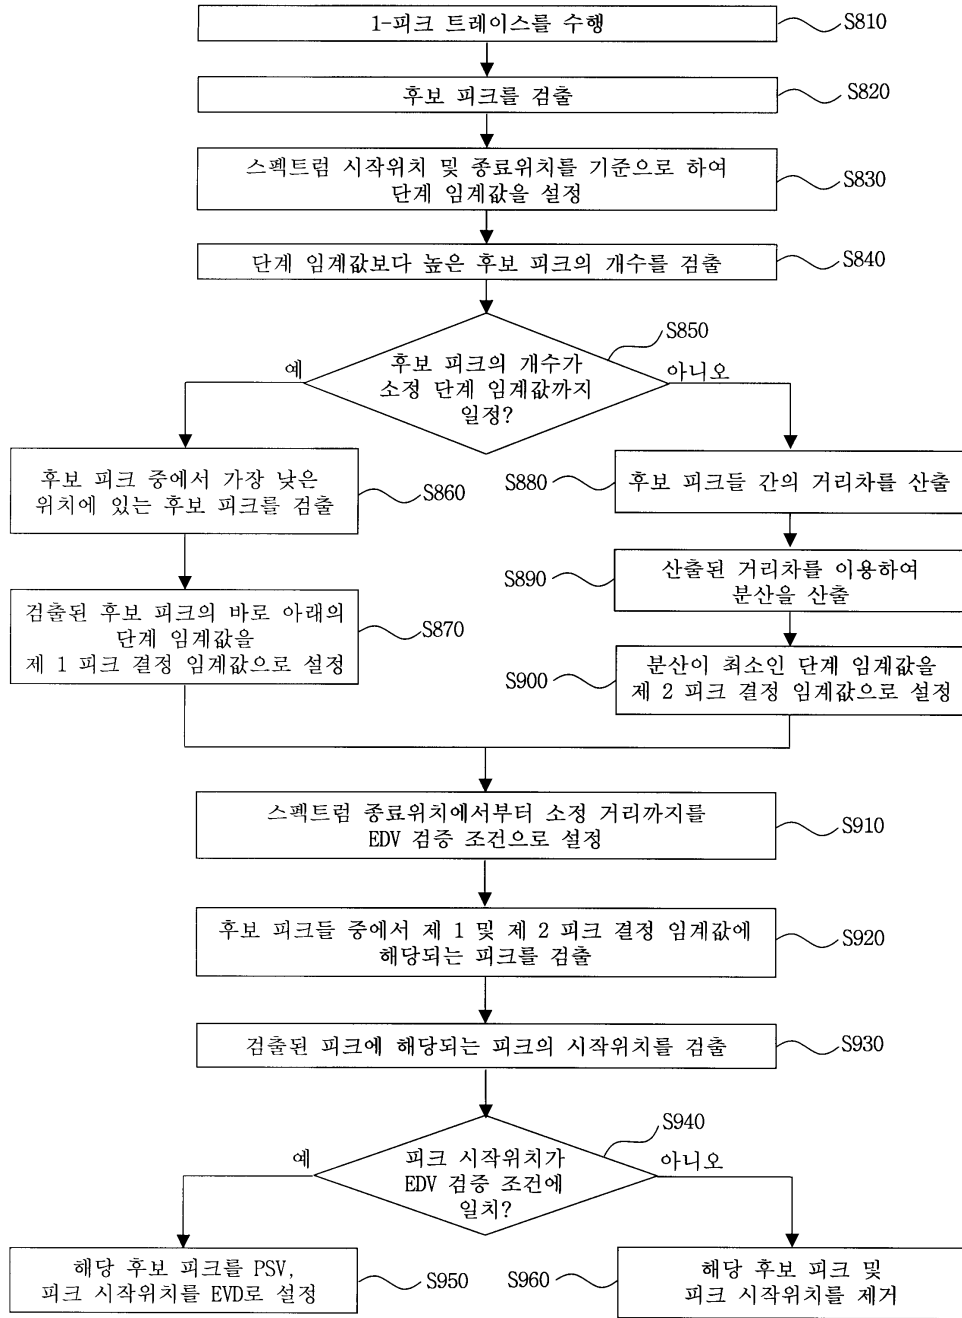 1-피크 트레이스를 수행
S810
후보 피크를 검출
S820
스펙트럼 시작위치 및 종료위치를 기준으로 하여
단계 임계값을 설정
S830
단계 임계값보다 높은 후보 피크의 개수를 검출
S840
S850
후보 피크의 개수가
소정 단계 임계값까지
일정?
예
아니오
후보 피크 중에서 가장 낮은
위치에 있는 후보 피크를 검출
S860
S880
후보 피크들 간의 거리차를 산출
S890
산출된 거리차를 이용하여
분산을 산출
검출된 후보 피크의 바로 아래의
단계 임계값을
제 1 피크 결정 임계값으로 설정
S870
S900
분산이 최소인 단계 임계값을
제 2 피크 결정 임계값으로 설정
스펙트럼 종료위치에서부터 소정 거리까지를
EDV 검증 조건으로 설정
S910
후보 피크들 중에서 제 1 및 제 2 피크 결정 임계값에
해당되는 피크를 검출
S920
검출된 피크에 해당되는 피크의 시작위치를 검출
S930
S940
피크 시작위치가
EDV 검증 조건에
일치?
예
아니오
해당 후보 피크를 PSV,
피크 시작위치를 EVD로 설정
S950
S960
해당 후보 피크 및
피크 시작위치를 제거